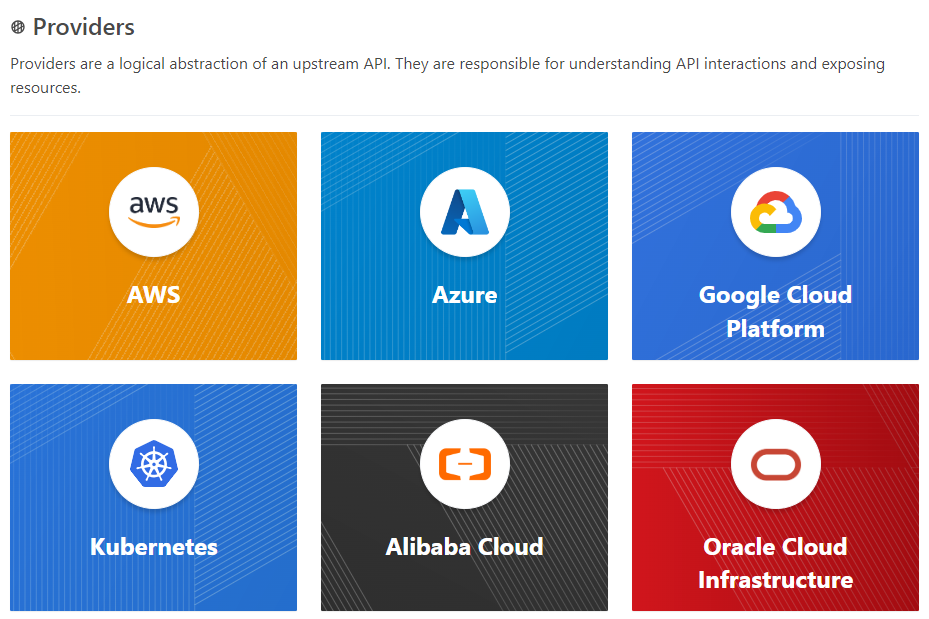 Providers
Providers are a logical abstraction of an upstream API. They are responsible for understanding API interactions and exposing
resources.
aws
AWS
Azure
Google Cloud
Platform
Kubernetes
Alibaba Cloud
Oracle Cloud
Infrastructure